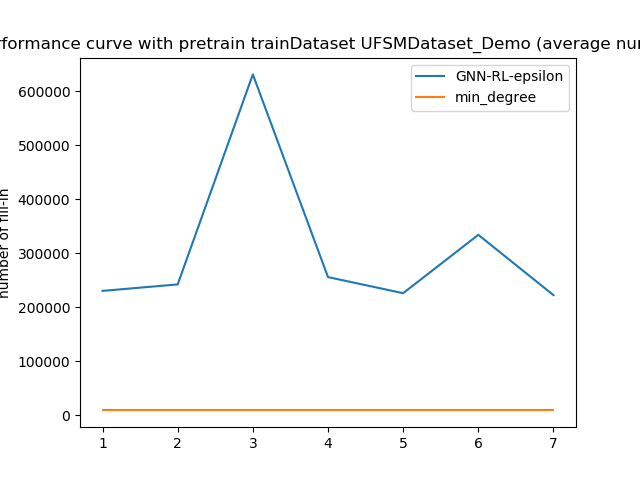 rformance curve with pretrain trainDataset UFSMDataset_Demo (average nu
GNN-RL-epsilon
min_degree
number of fill-in
600000
500000
400000
300000
200000
100000
0
1 2 3 4 5 6 7